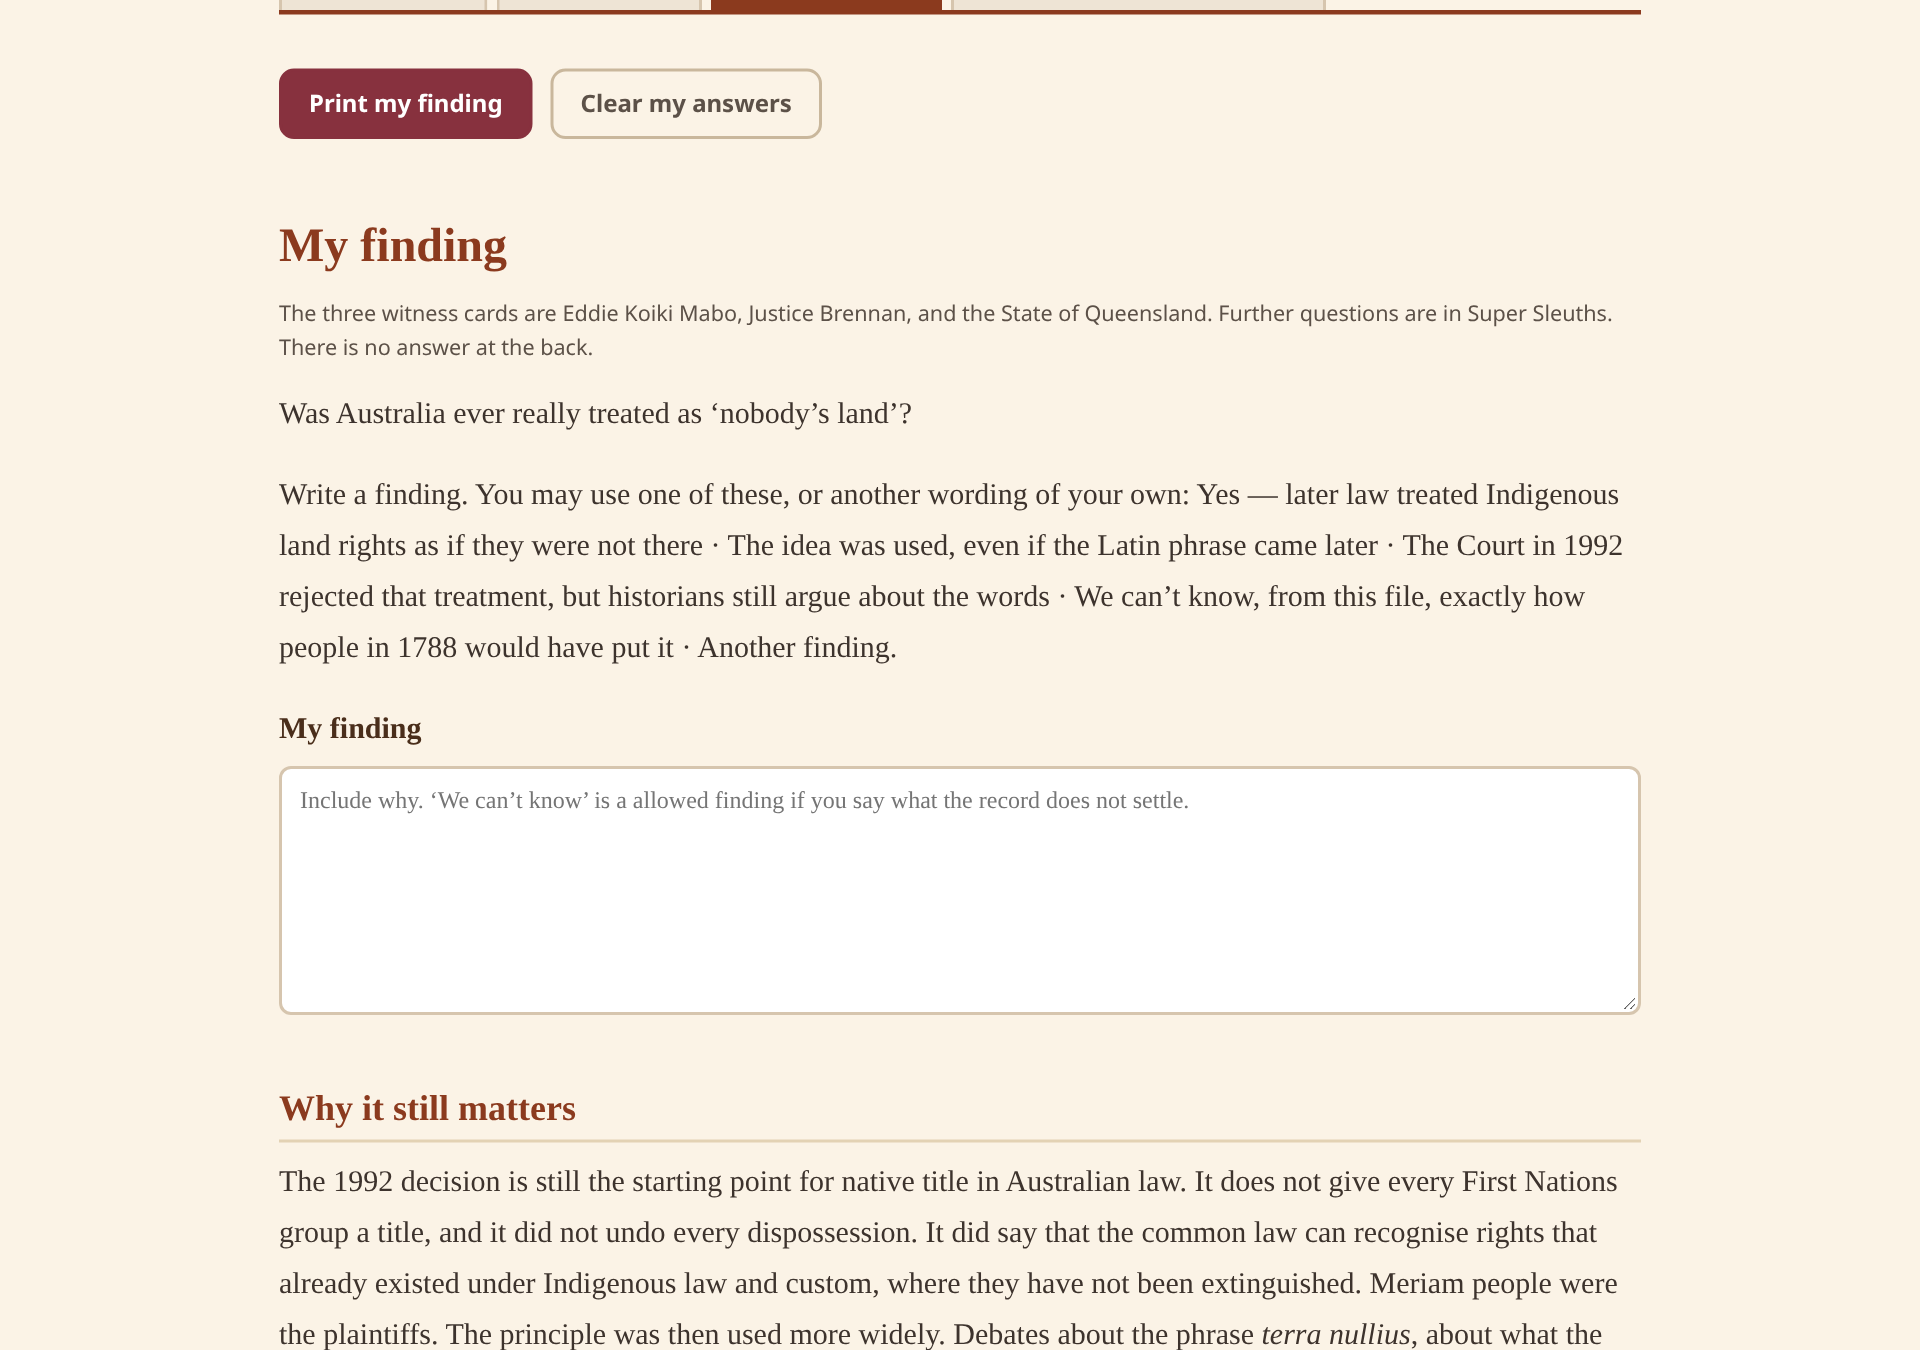 Print my finding
Clear my answers
My finding
The three witness cards are Eddie Koiki Mabo, Justice Brennan, and the State of Queensland. Further questions are in Super Sleuths.
There is no answer at the back.
Was Australia ever really treated as ‘nobody’s land’?
Write a finding. You may use one of these, or another wording of your own: Yes — later law treated Indigenous
land rights as if they were not there · The idea was used, even if the Latin phrase came later · The Court in 1992
rejected that treatment, but historians still argue about the words · We can’t know, from this file, exactly how
people in 1788 would have put it · Another finding.
My finding
Include why. ‘We can’t know’ is a allowed finding if you say what the record does not settle.
Why it still matters
The 1992 decision is still the starting point for native title in Australian law. It does not give every First Nations
group a title, and it did not undo every dispossession. It did say that the common law can recognise rights that
already existed under Indigenous law and custom, where they have not been extinguished. Meriam people were
the plaintiffs. The principle was then used more widely. Debates about the phrase terra nullius, about what the